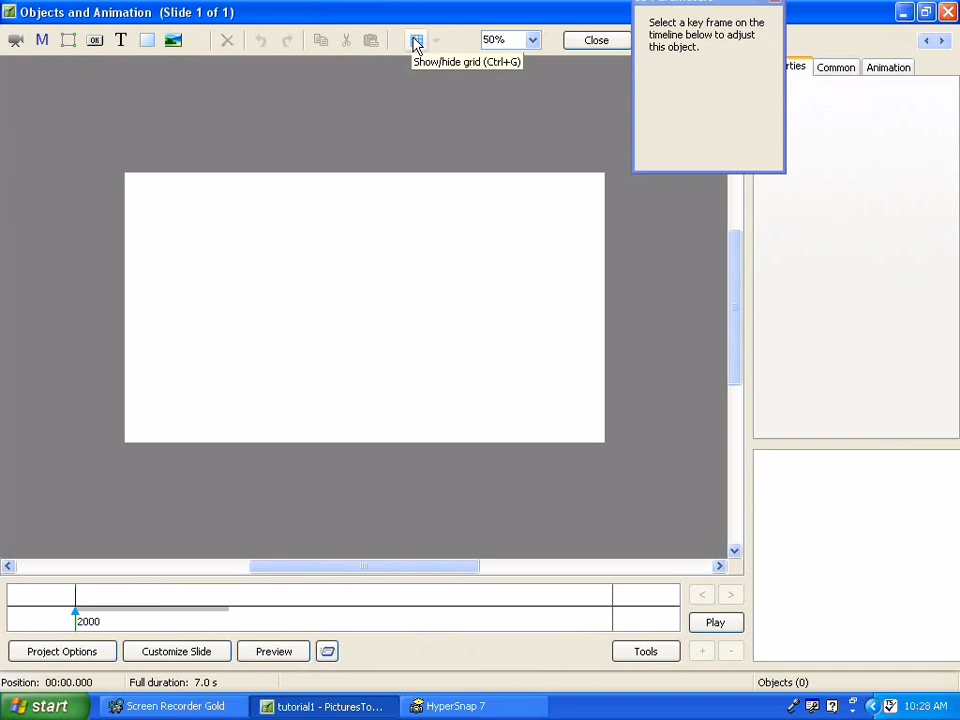 Objects and Animation (Slide 1 of 1)
M
OK
T
50%
Close
Show/hide grid (Ctrl+G)
Select a key frame on the
timeline below to adjust
this object.
rties
Common
Animation
2000
<
>
Play
Project Options
Customize Slide
Preview
Tools
+
-
Position: 00:00.000
Full duration: 7.0 s
Objects (0)
start
Screen Recorder Gold
tutorial1 - PicturesTo...
HyperSnap 7
10:28 AM